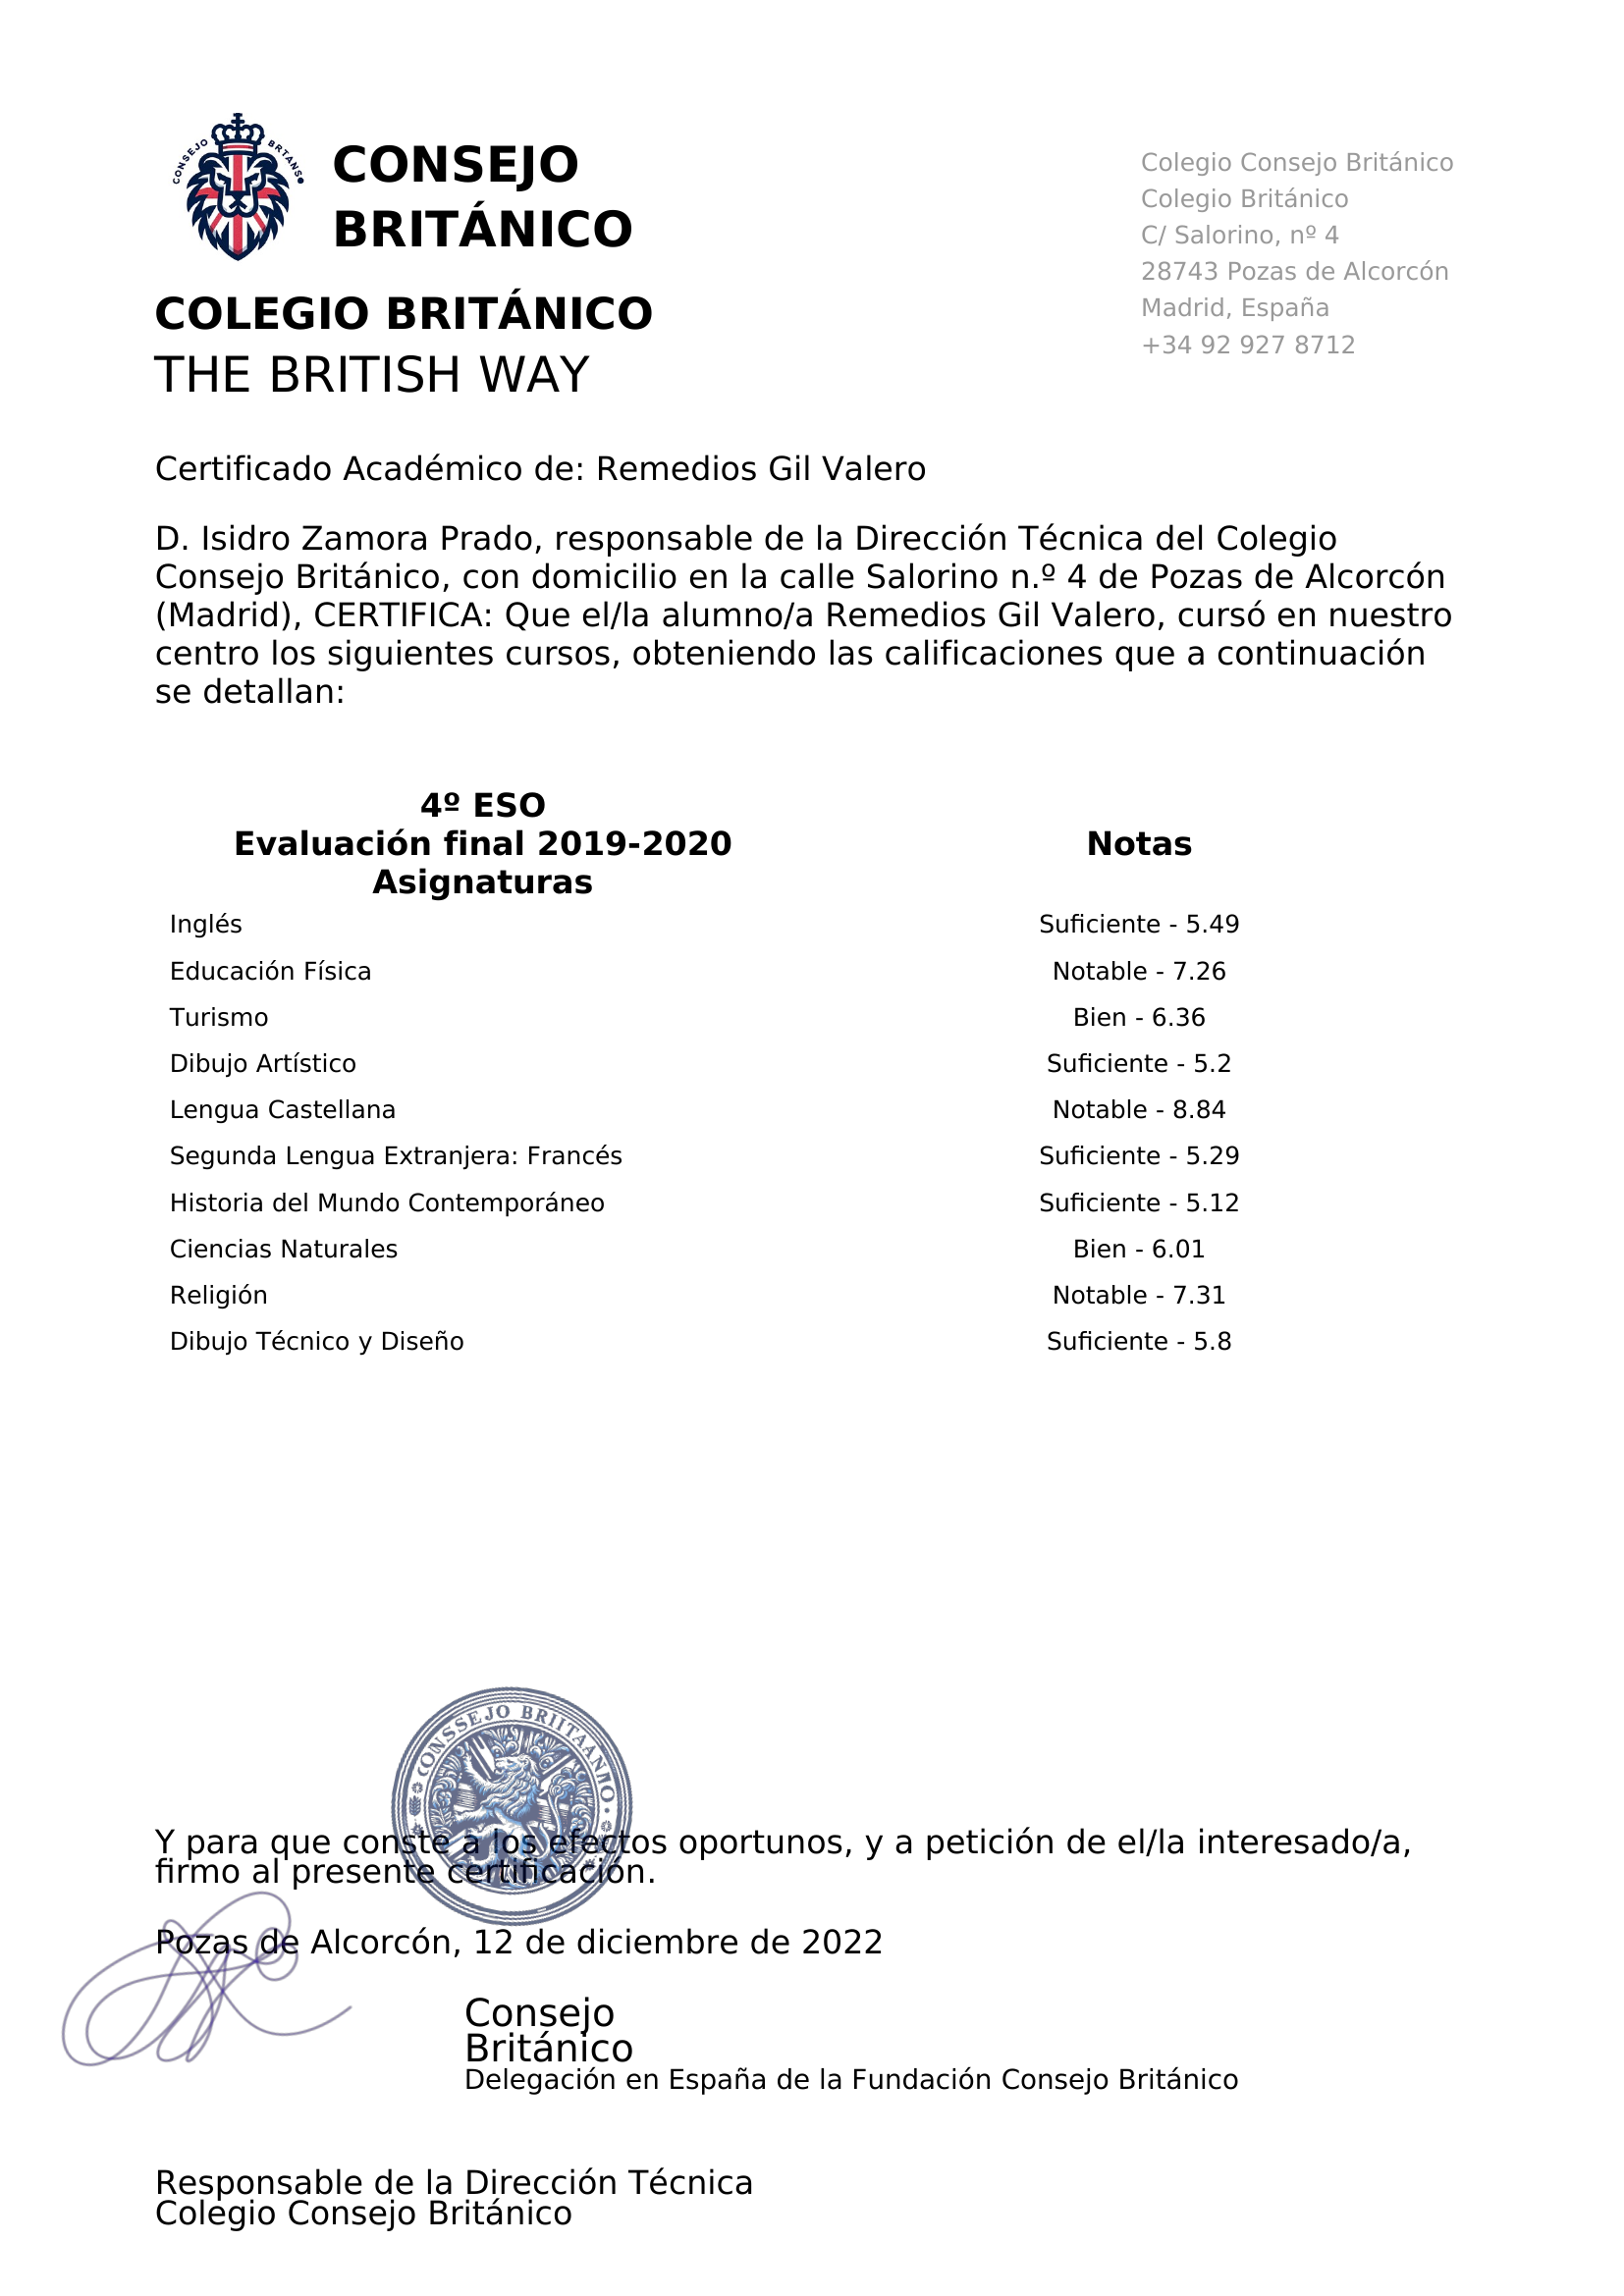 CONSEJO BRTANS
CONSEJO
BRITÁNICO
COLEGIO BRITÁNICO
THE BRITISH WAY
Colegio Consejo Británico
Colegio Británico
C/ Salorino, nº 4
28743 Pozas de Alcorcón
Madrid, España
+34 92 927 8712
Certificado Académico de: Remedios Gil Valero
D. Isidro Zamora Prado, responsable de la Dirección Técnica del Colegio
Consejo Británico, con domicilio en la calle Salorino n.º 4 de Pozas de Alcorcón
(Madrid), CERTIFICA: Que el/la alumno/a Remedios Gil Valero, cursó en nuestro
centro los siguientes cursos, obteniendo las calificaciones que a continuación
se detallan:
4º ESO
Evaluación final 2019-2020 Notas
Asignaturas
Inglés Suficiente - 5.49
Educación Física Notable - 7.26
Turismo Bien - 6.36
Dibujo Artístico Suficiente - 5.2
Lengua Castellana Notable - 8.84
Segunda Lengua Extranjera: Francés Suficiente - 5.29
Historia del Mundo Contemporáneo Suficiente - 5.12
Ciencias Naturales Bien - 6.01
Religión Notable - 7.31
Dibujo Técnico y Diseño Suficiente - 5.8
CONSSEJO BRIITAANMO
Y para que conste a los efectos oportunos, y a petición de el/la interesado/a,
firmo al presente certificación.
Pozas de Alcorcón, 12 de diciembre de 2022
Consejo
Británico
Delegación en España de la Fundación Consejo Británico
Responsable de la Dirección Técnica
Colegio Consejo Británico